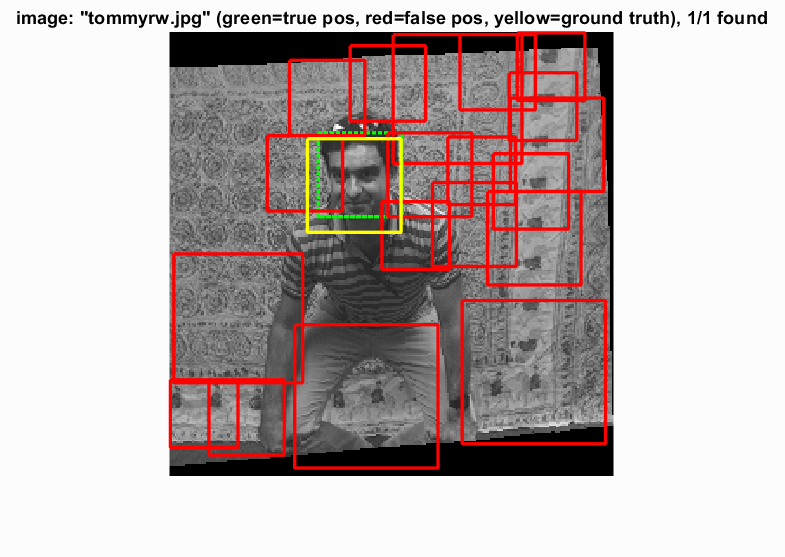 image: "tommyrw.jpg" (green=true pos, red=false pos, yellow=ground truth), 1/1 found